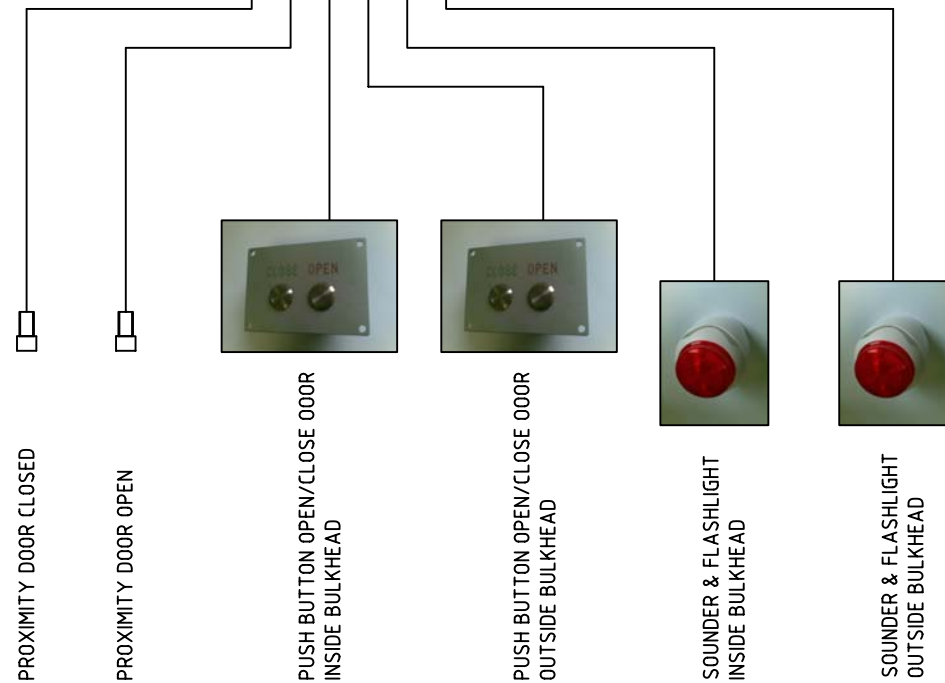 CLOSE OPEN
CLOSE OPEN
PROXIMITY DOOR CLOSED
PROXIMITY DOOR OPEN
PUSH BUTTON OPEN/CLOSE OOOR
INSIDE BULKHEAD
PUSH BUTTON OPEN/CLOSE OOOR
OUTSIDE BULKHEAD
SOUNDER & FLASHLIGHT
INSIDE BULKHEAD
SOUNDER & FLASHLIGHT
OUTSIDE BULKHEAD